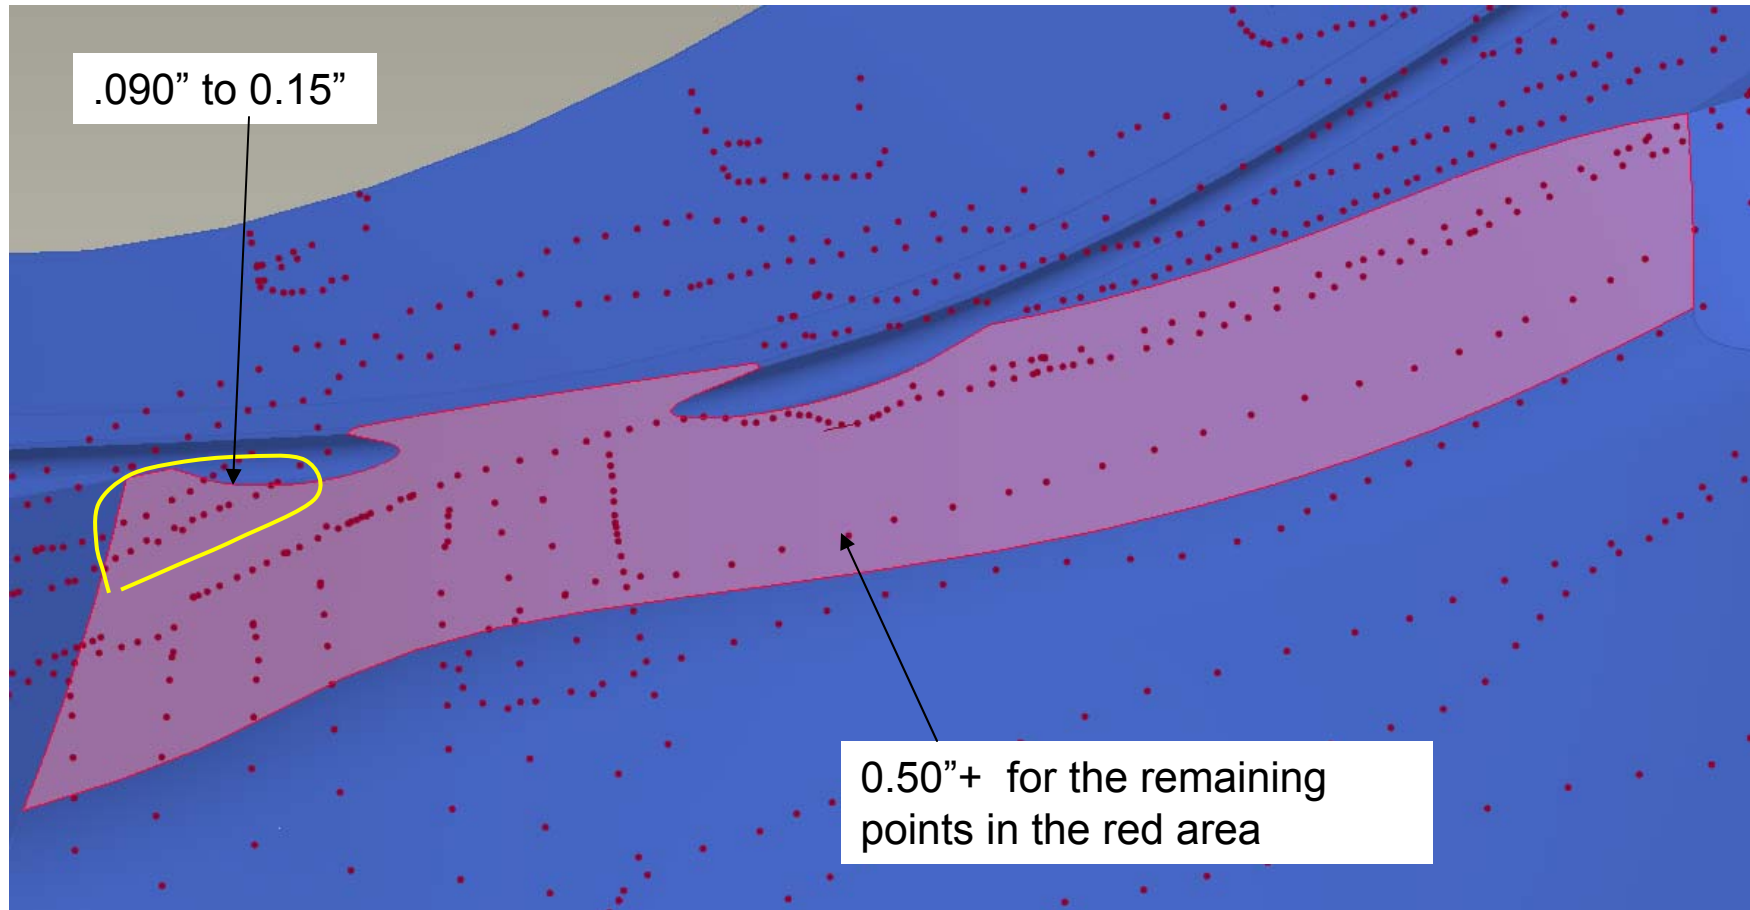 .090” to 0.15”
0.50”+ for the remaining
points in the red area